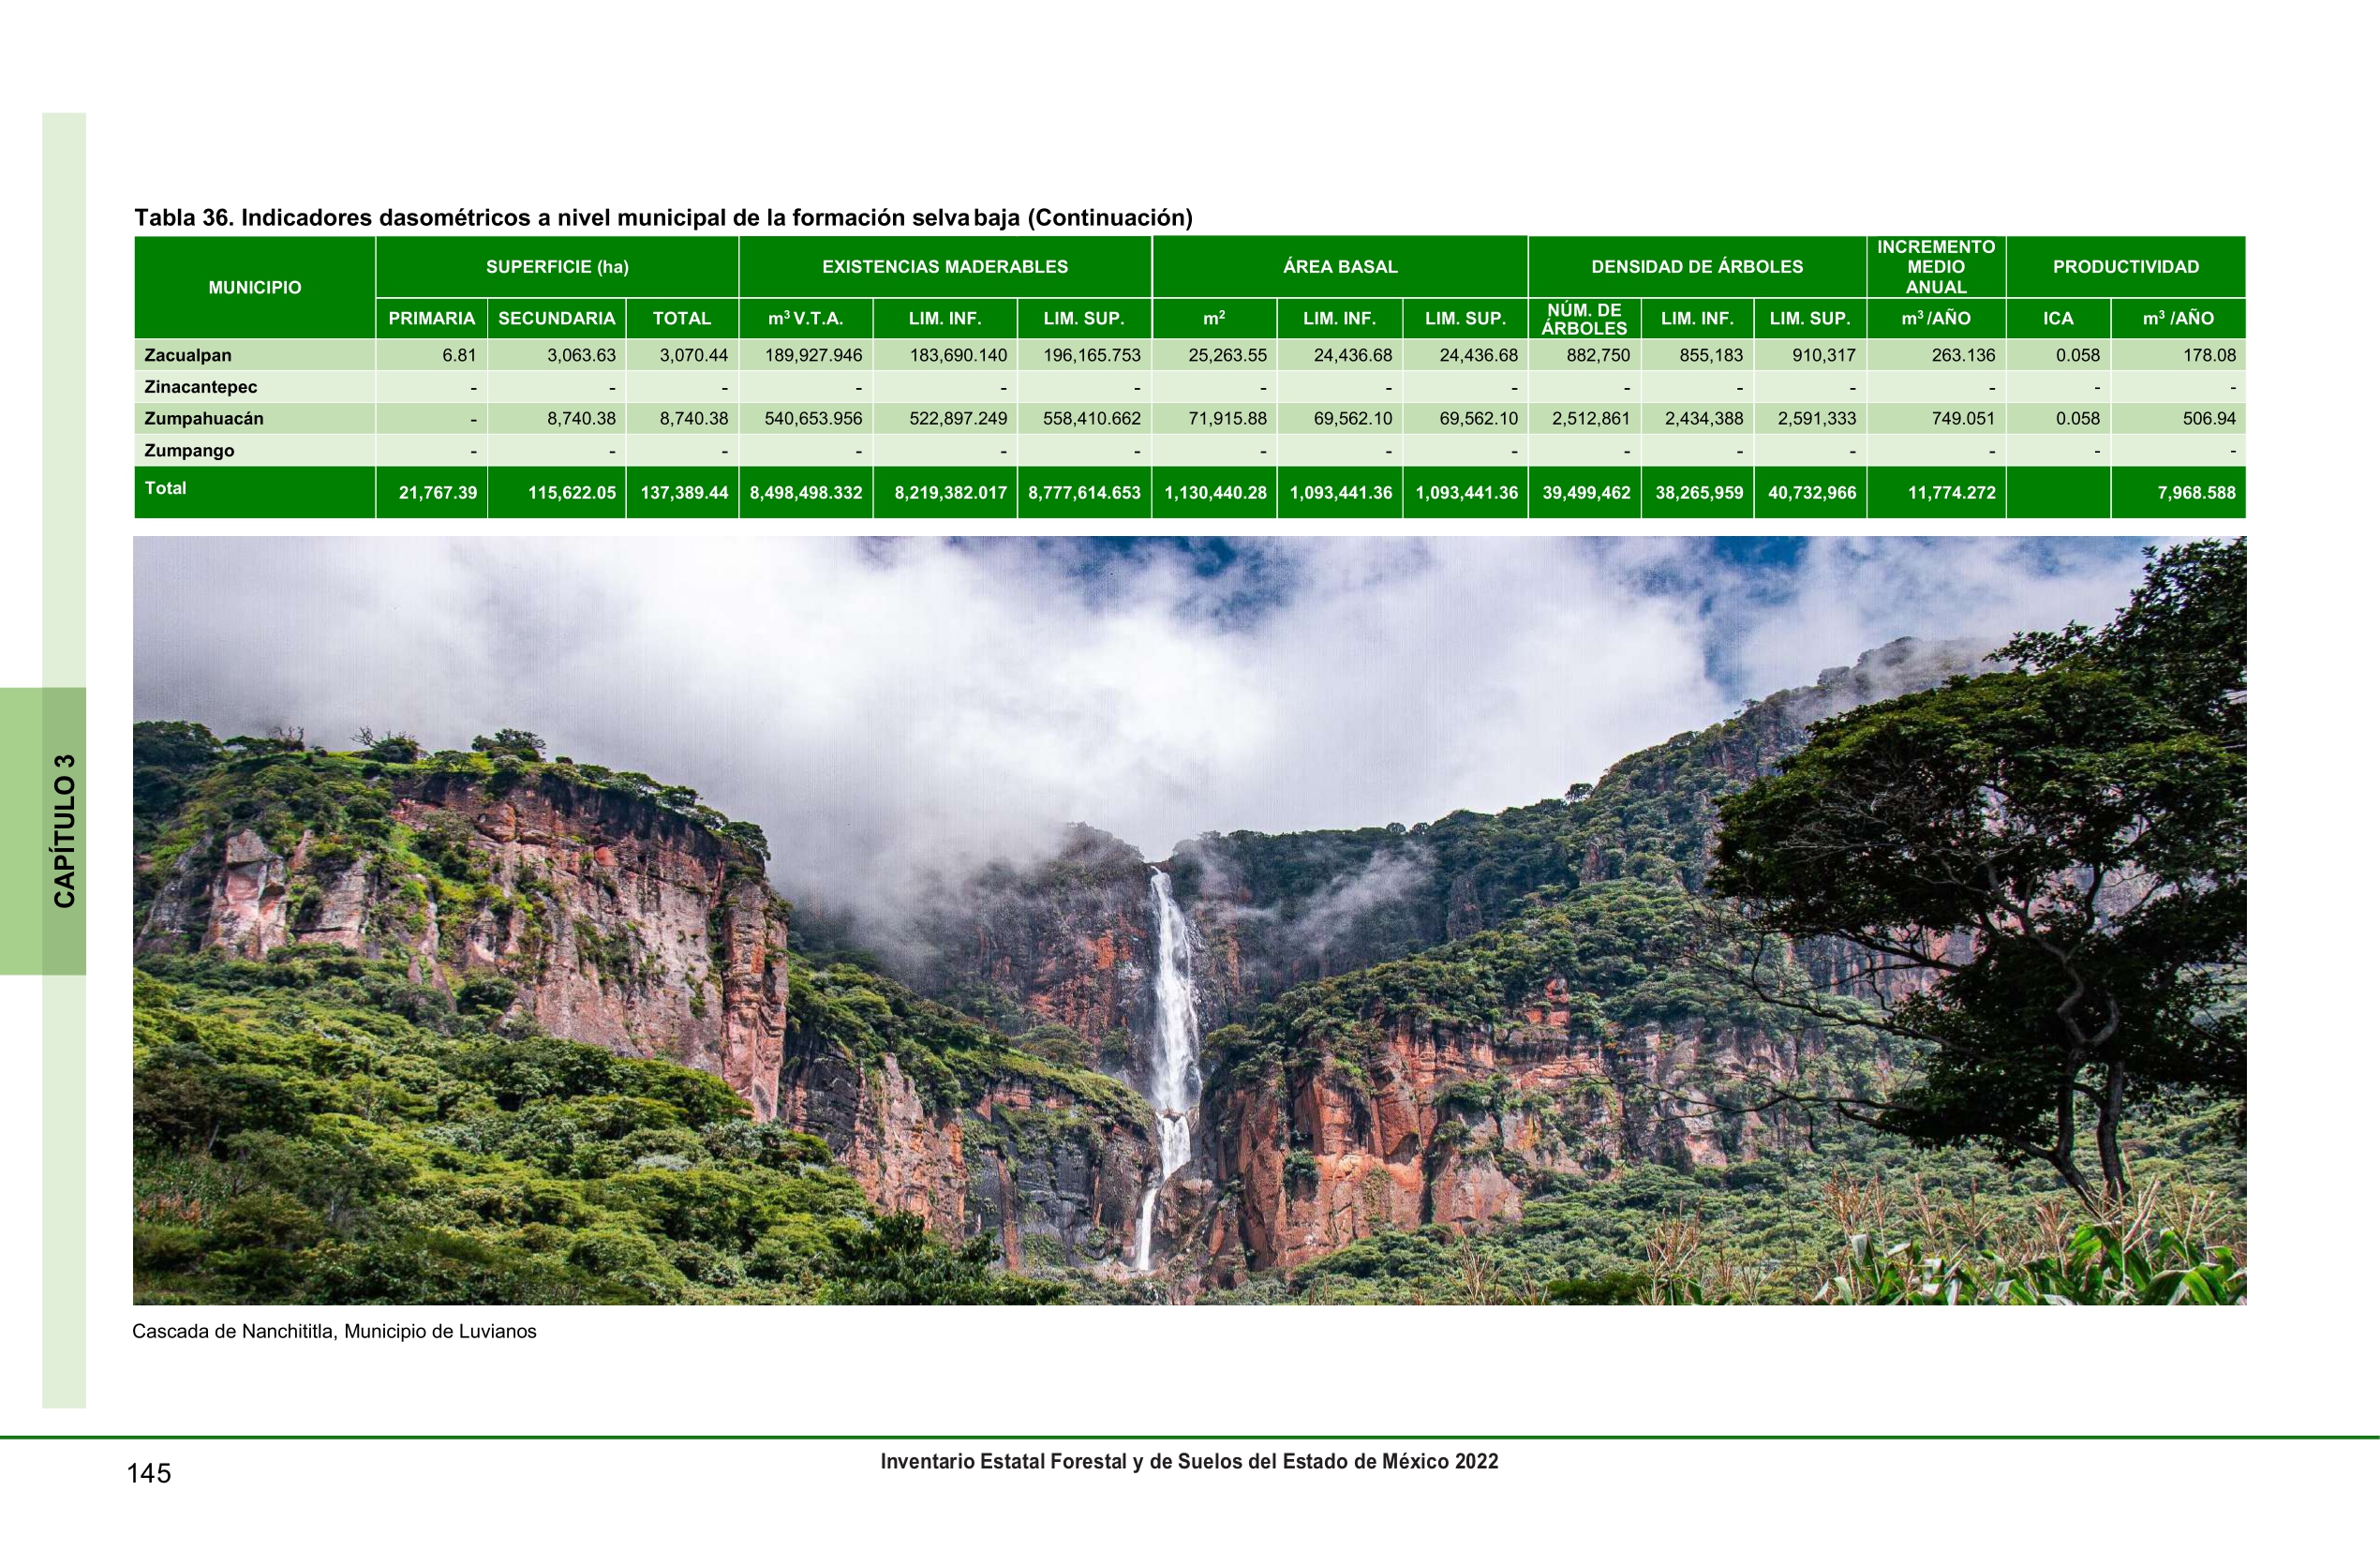 Tabla 36. Indicadores dasométricos a nivel municipal de la formación selva baja (Continuación)
MUNICIPIO SUPERFICIE (ha) EXISTENCIAS MADERABLES ÁREA BASAL DENSIDAD DE ÁRBOLES INCREMENTO MEDIO ANUAL PRODUCTIVIDAD
PRIMARIA SECUNDARIA TOTAL m³ V.T.A. LIM. INF. LIM. SUP. m² LIM. INF. LIM. SUP. NÚM. DE ÁRBOLES LIM. INF. LIM. SUP. m³ /AÑO ICA m³ /AÑO
Zacualpan 6.81 3,063.63 3,070.44 189,927.946 183,690.140 196,165.753 25,263.55 24,436.68 24,436.68 882,750 855,183 910,317 263.136 0.058 178.08
Zinacantepec - - - - - - - - - - - - - - -
Zumpahuacán - 8,740.38 8,740.38 540,653.956 522,897.249 558,410.662 71,915.88 69,562.10 69,562.10 2,512,861 2,434,388 2,591,333 749.051 0.058 506.94
Zumpango - - - - - - - - - - - - - - -
Total 21,767.39 115,622.05 137,389.44 8,498,498.332 8,219,382.017 8,777,614.653 1,130,440.28 1,093,441.36 1,093,441.36 39,499,462 38,265,959 40,732,966 11,774.272 7,968.588
CAPÍTULO 3
Cascada de Nanchititla, Municipio de Luvianos
Inventario Estatal Forestal y de Suelos del Estado de México 2022
145